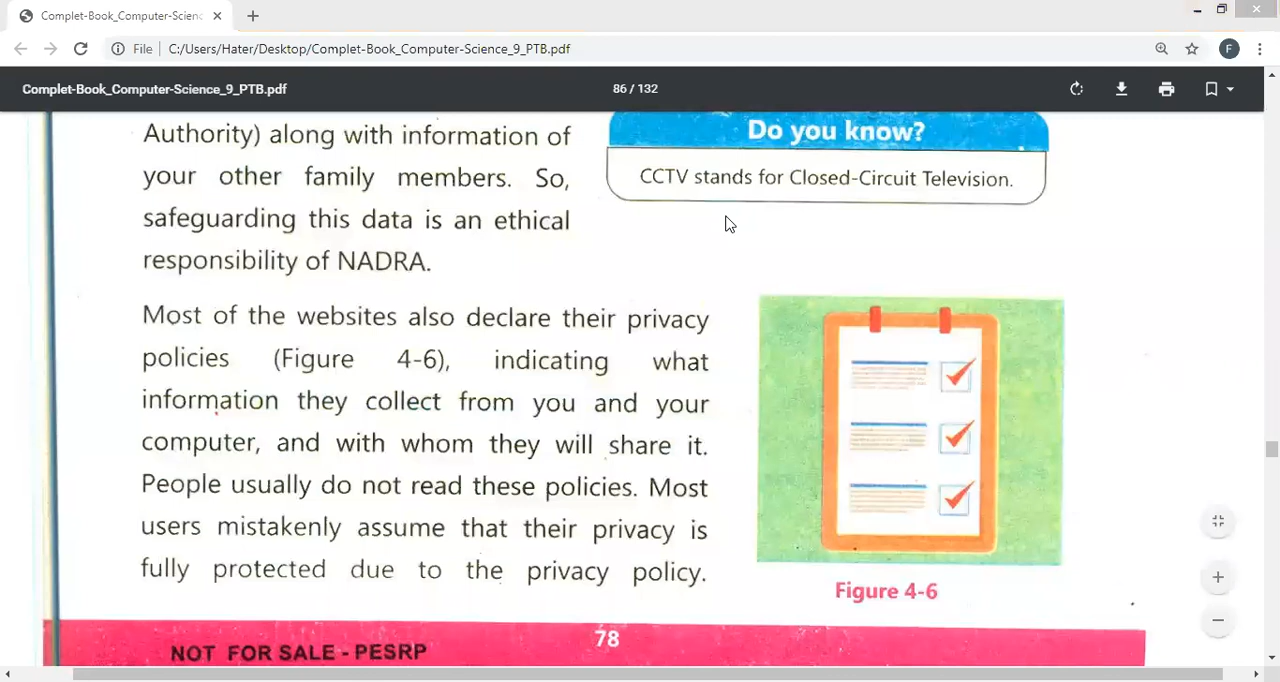 Complet-Book_Computer-Scienc
File
C:/Users/Hater/Desktop/Complet-Book_Computer-Science_9_PTB.pdf
F
Complet-Book_Computer-Science_9_PTB.pdf
86 / 132
Authority) along with information of
your other family members. So,
safeguarding this data is an ethical
responsibility of NADRA.
Do you know?
CCTV stands for Closed-Circuit Television.
Most of the websites also declare their privacy
policies (Figure 4-6), indicating what
information they collect from you and your
computer, and with whom they will share it.
People usually do not read these policies. Most
users mistakenly assume that their privacy is
fully protected due to the privacy policy.
Figure 4-6
78
NOT FOR SALE - PESRP